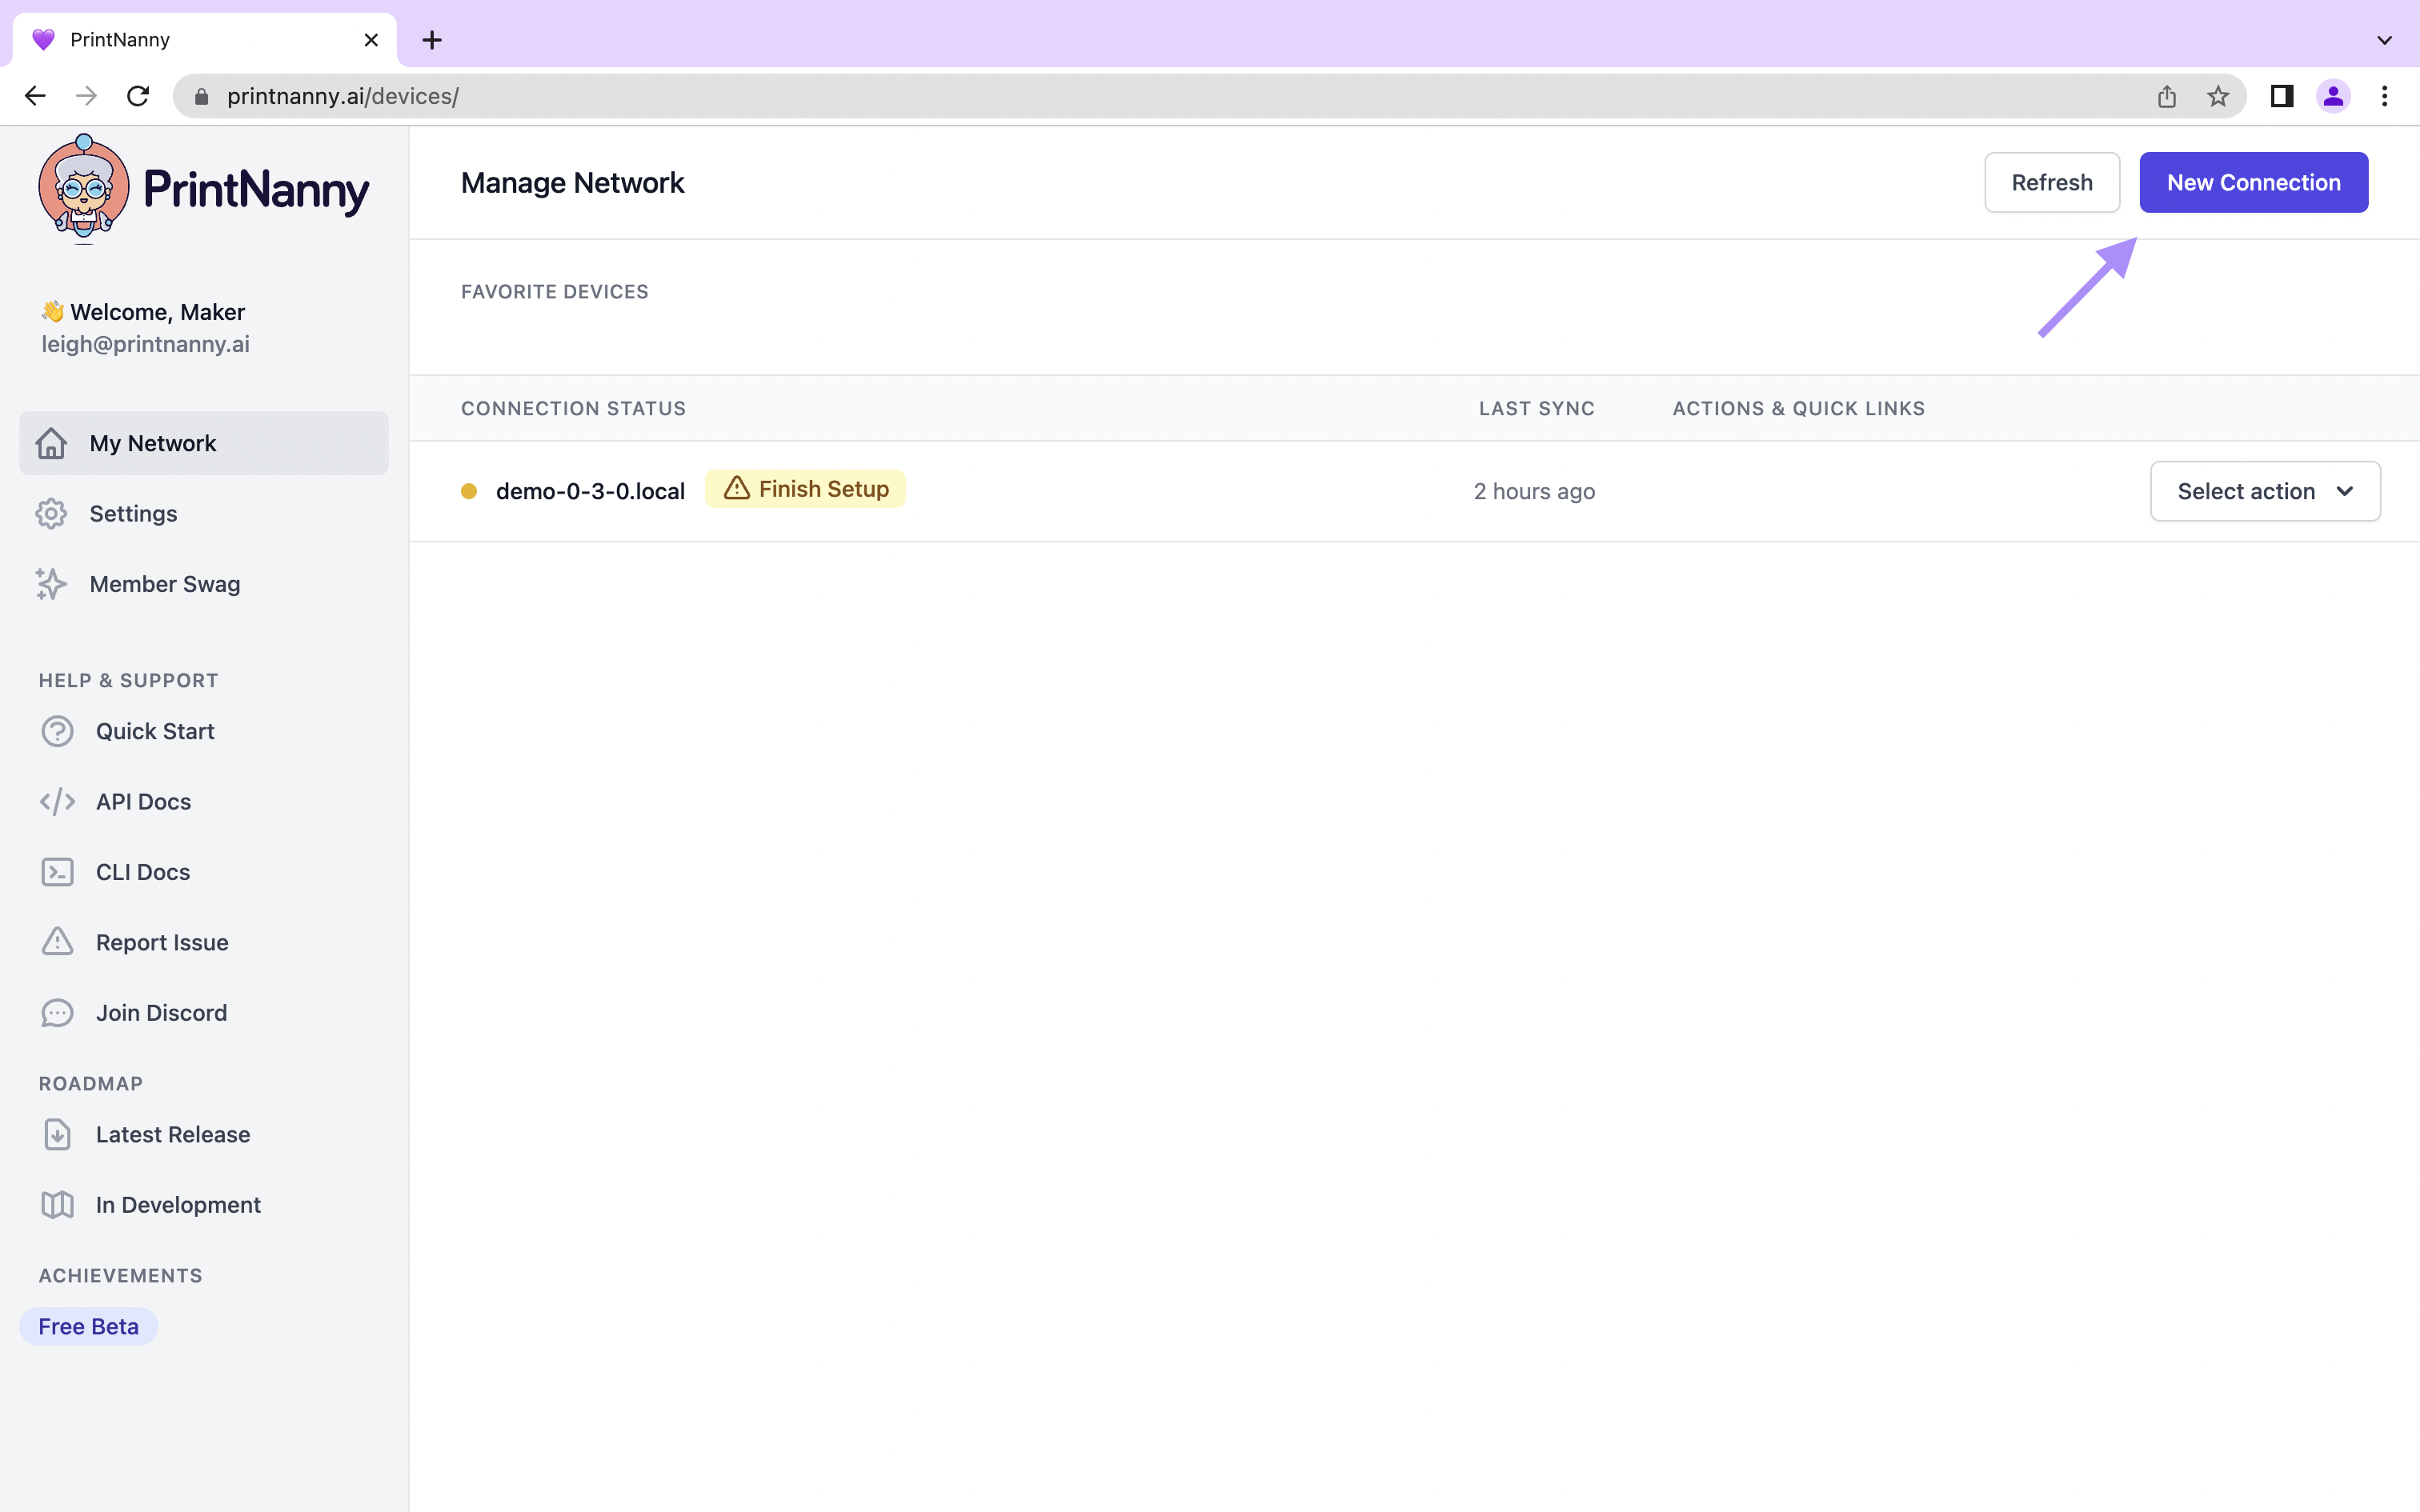 PrintNanny
printnanny.ai/devices/
PrintNanny
👋 Welcome, Maker
leigh@printnanny.ai
My Network
Settings
Member Swag
HELP & SUPPORT
Quick Start
API Docs
CLI Docs
Report Issue
Join Discord
ROADMAP
Latest Release
In Development
ACHIEVEMENTS
Free Beta
Manage Network
Refresh
New Connection
FAVORITE DEVICES
CONNECTION STATUS LAST SYNC ACTIONS & QUICK LINKS
demo-0-3-0.local Finish Setup 2 hours ago Select action